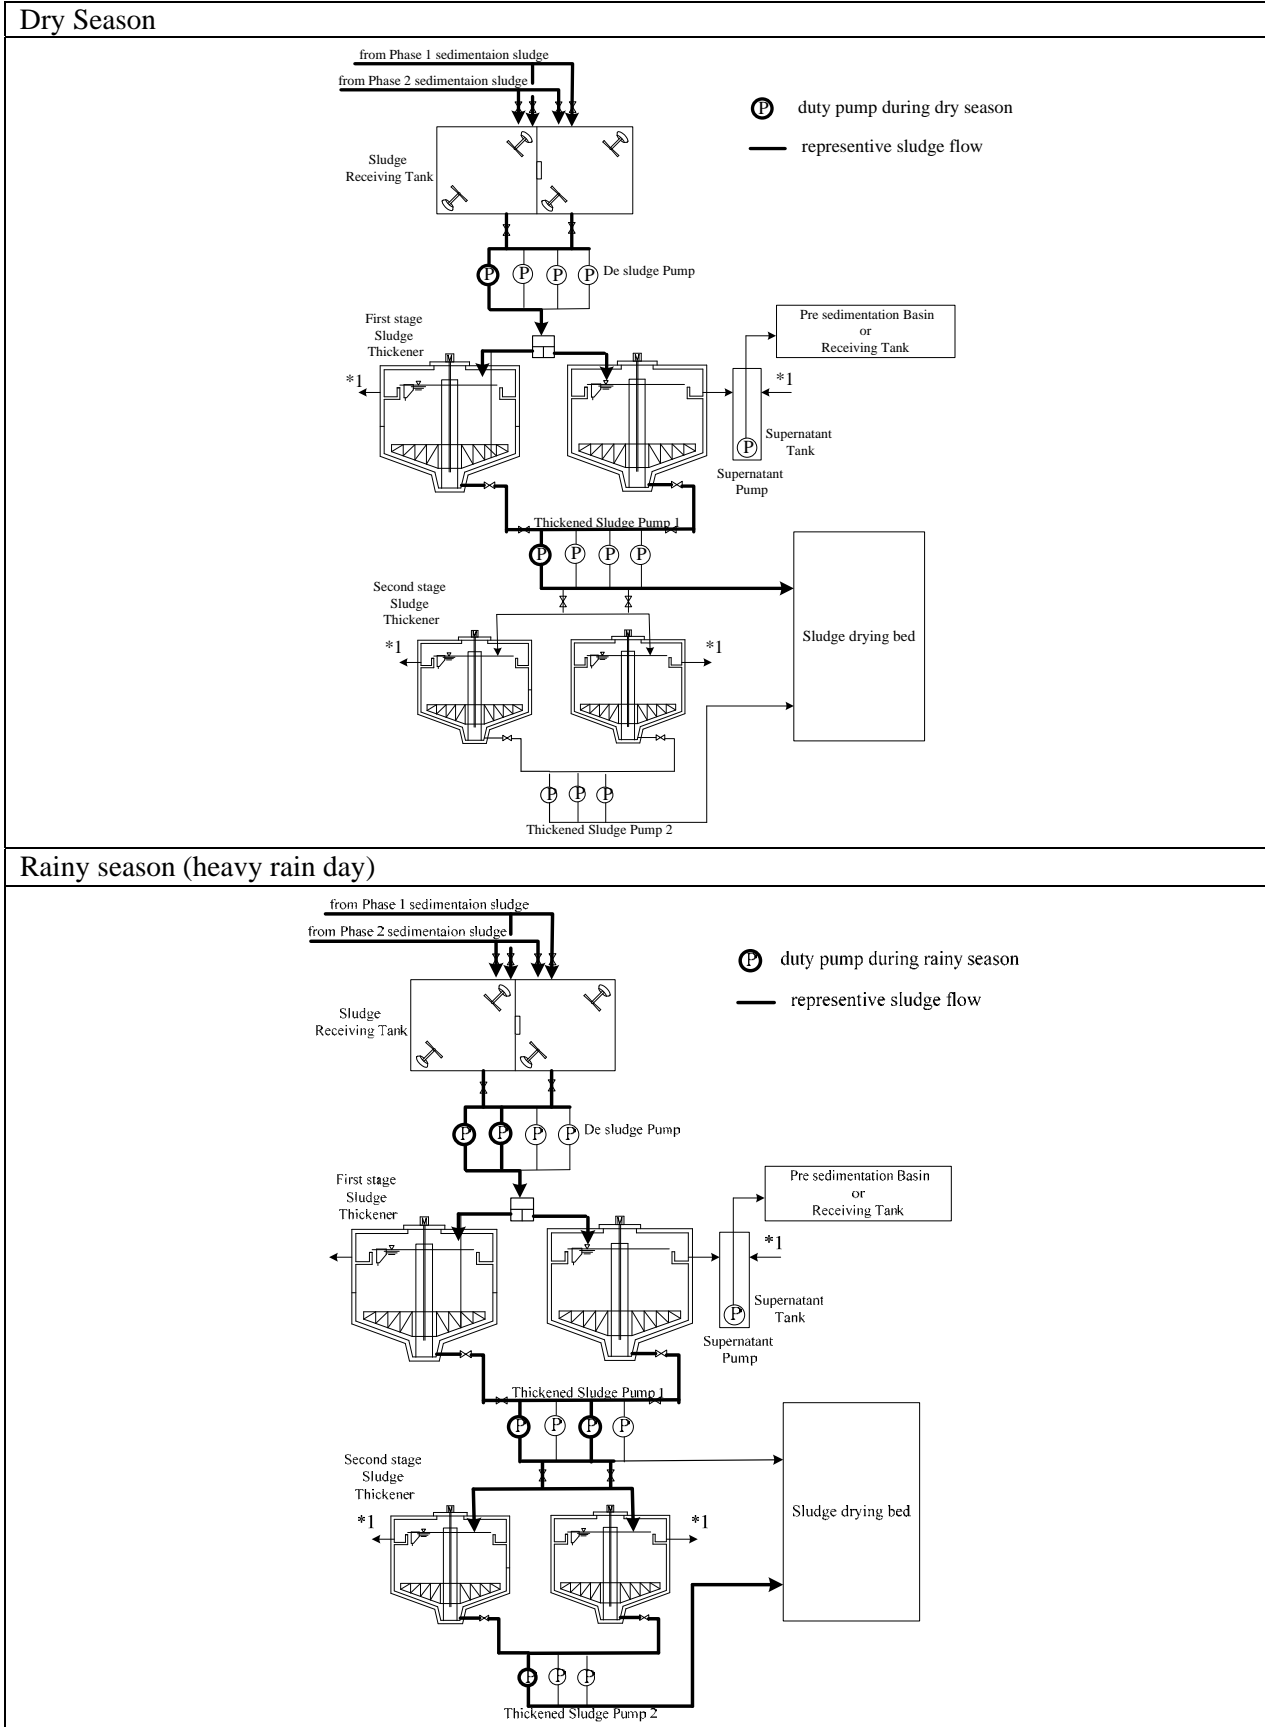 Dry Season
from Phase 1 sedimentaion sludge
from Phase 2 sedimentaion sludge
P duty pump during dry season
representive sludge flow
Sludge
Receiving Tank
P P P P De sludge Pump
First stage
Sludge
Thickener
Pre sedimentation Basin
or
Receiving Tank
M M
*1 *1
P
Supernatant
Tank
Supernatant
Pump
Thickened Sludge Pump 1
P P P P
Second stage
Sludge
Thickener
M M
*1 *1
Sludge drying bed
P P P
Thickened Sludge Pump 2
Rainy season (heavy rain day)
from Phase 1 sedimentaion sludge
from Phase 2 sedimentaion sludge
P duty pump during rainy season
representive sludge flow
Sludge
Receiving Tank
P P P P De sludge Pump
First stage
Sludge
Thickener
Pre sedimentation Basin
or
Receiving Tank
M M
*1
P
Supernatant
Tank
Supernatant
Pump
Thickened Sludge Pump 1
P P P P
Second stage
Sludge
Thickener
M M
*1 *1
Sludge drying bed
P P P
Thickened Sludge Pump 2